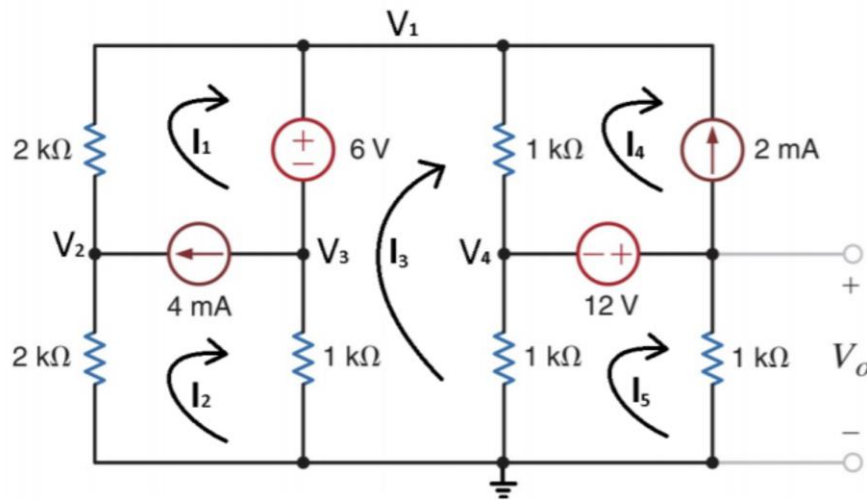 V₁
2 kΩ
I₁
+
−
6 V
1 kΩ
I₄
2 mA
V₂
V₃
I₃
V₄
− +
4 mA
12 V
+
2 kΩ
I₂
1 kΩ
1 kΩ
I₅
1 kΩ
Vₒ
−